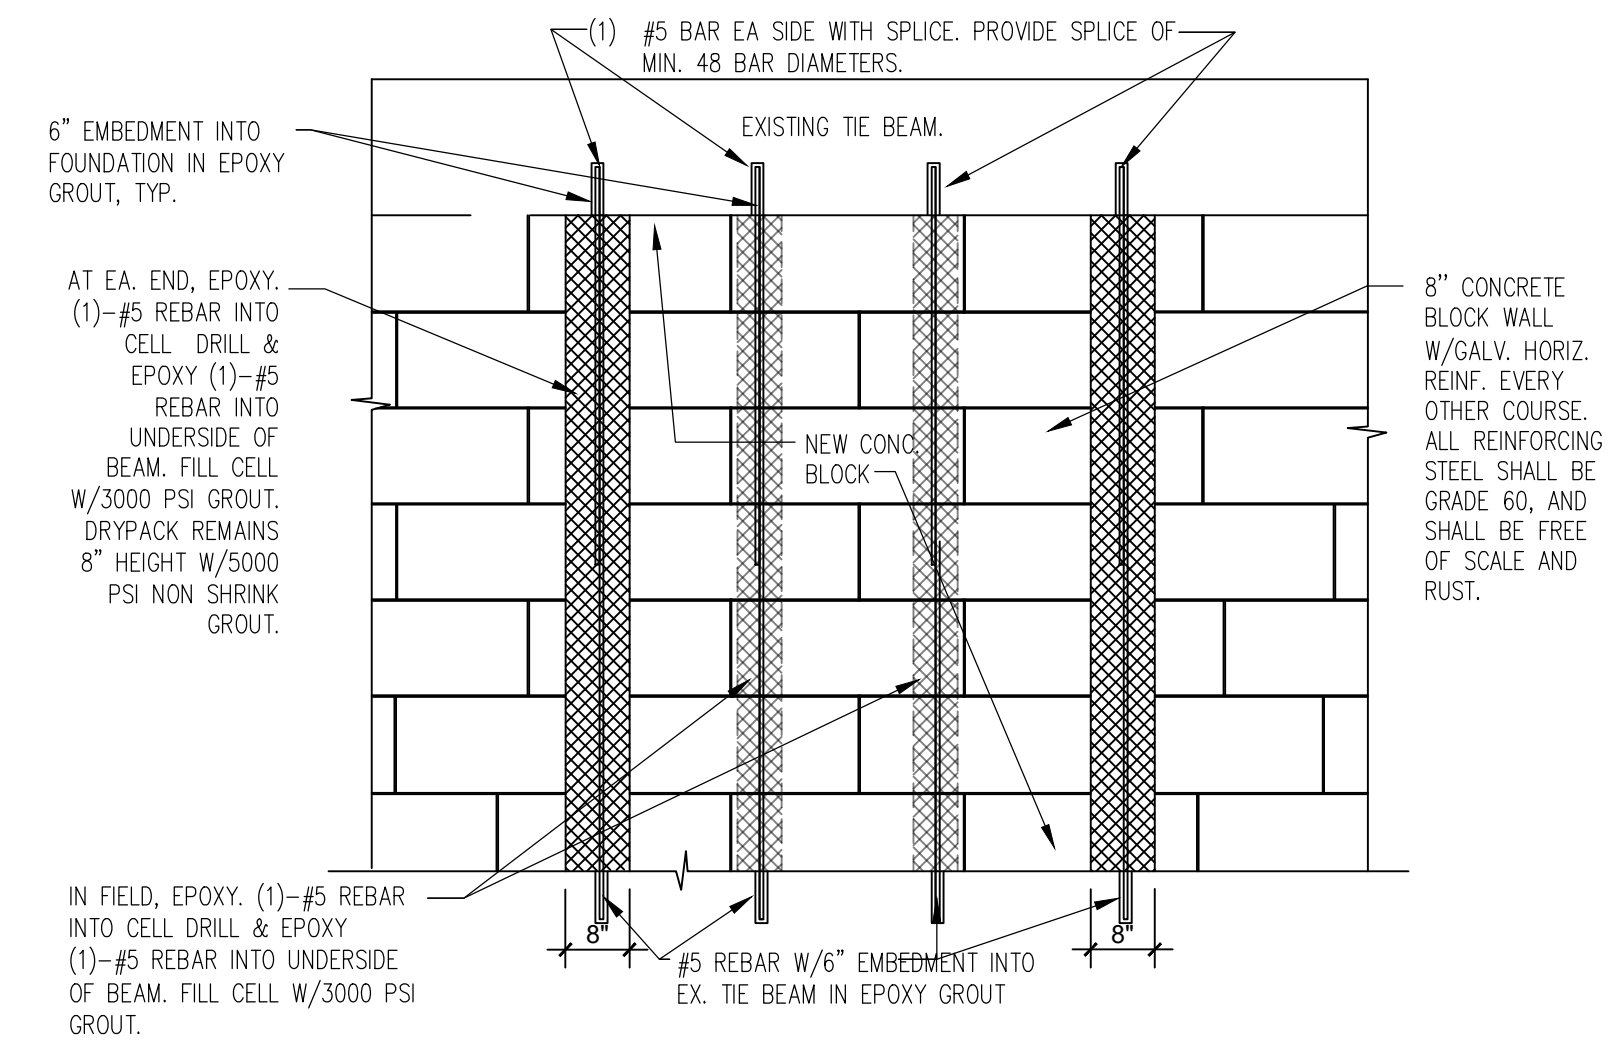 (1) #5 BAR EA SIDE WITH SPLICE. PROVIDE SPLICE OF
MIN. 48 BAR DIAMETERS.
EXISTING TIE BEAM.
6" EMBEDMENT INTO
FOUNDATION IN EPOXY
GROUT, TYP.
AT EA. END, EPOXY.
(1)-#5 REBAR INTO
CELL DRILL &
EPOXY (1)-#5
REBAR INTO
UNDERSIDE OF
BEAM. FILL CELL
W/3000 PSI GROUT.
DRYPACK REMAINS
8" HEIGHT W/5000
PSI NON SHRINK
GROUT.
8" CONCRETE
BLOCK WALL
W/GALV. HORIZ.
REINF. EVERY
OTHER COURSE.
ALL REINFORCING
STEEL SHALL BE
GRADE 60, AND
SHALL BE FREE
OF SCALE AND
RUST.
NEW CONC.
BLOCK
IN FIELD, EPOXY. (1)-#5 REBAR
INTO CELL DRILL & EPOXY
(1)-#5 REBAR INTO UNDERSIDE
OF BEAM. FILL CELL W/3000 PSI
GROUT.
8"
8"
#5 REBAR W/6" EMBEDMENT INTO
EX. TIE BEAM IN EPOXY GROUT